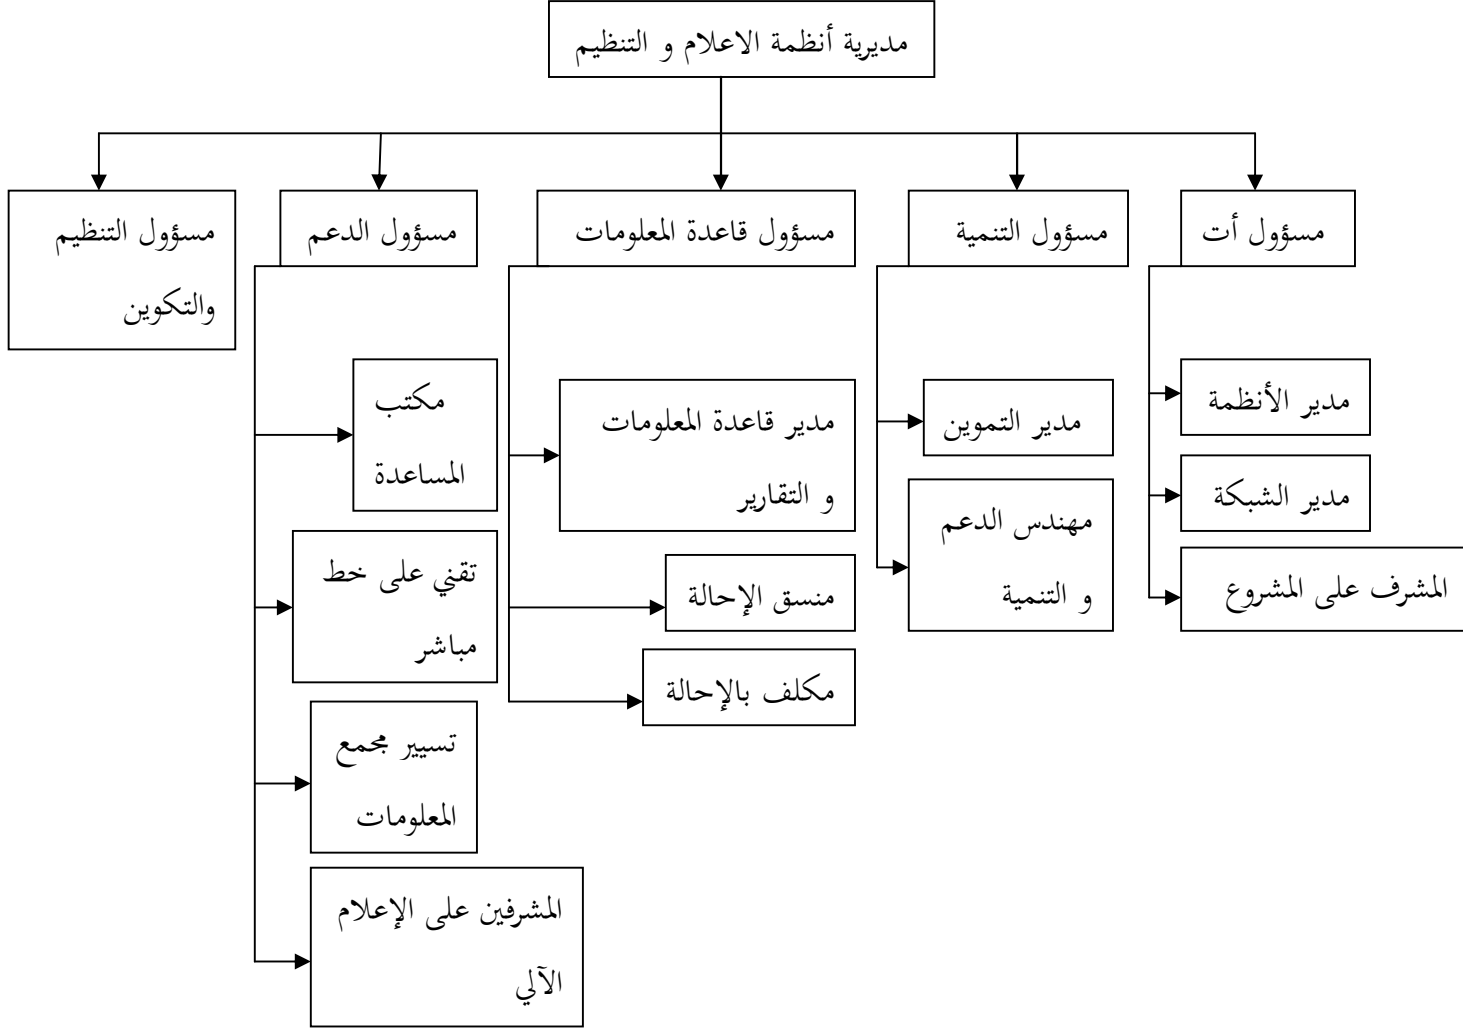 مديرية أنظمة الاعلام و التنظيم
مسؤول أت
مسؤول التنمية
مسؤول قاعدة المعلومات
مسؤول الدعم
مسؤول التنظيم
والتكوين
مدير الأنظمة
مدير الشبكة
المشرف على المشروع
مدير التموين
مهندس الدعم
و التنمية
مدير قاعدة المعلومات
و التقارير
منسق الإحالة
مكلف بالإحالة
مكتب
المساعدة
تقني على خط
مباشر
تسيير مجمع
المعلومات
المشرفين على الإعلام
الآلي